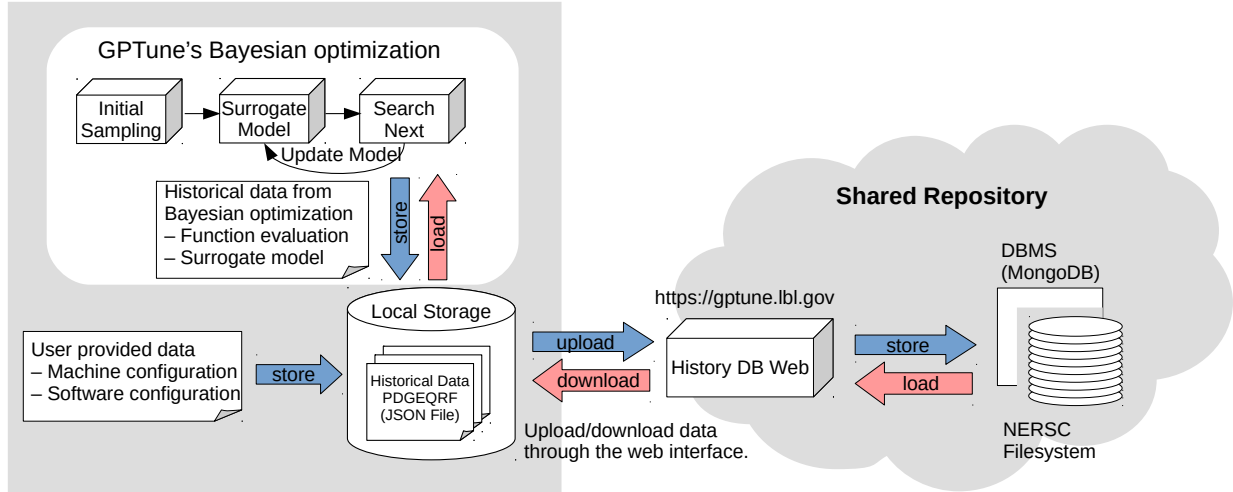 GPTune's Bayesian optimization
Initial
Sampling
Surrogate
Model
Search
Next
Update Model
Historical data from
Bayesian optimization
– Function evaluation
– Surrogate model
store
load
Shared Repository
DBMS
(MongoDB)
https://gptune.lbl.gov
Local Storage
User provided data
– Machine configuration
– Software configuration
store
Historical Data
PDGEQRF
(JSON File)
upload
download
History DB Web
store
load
Upload/download data
through the web interface.
NERSC
Filesystem